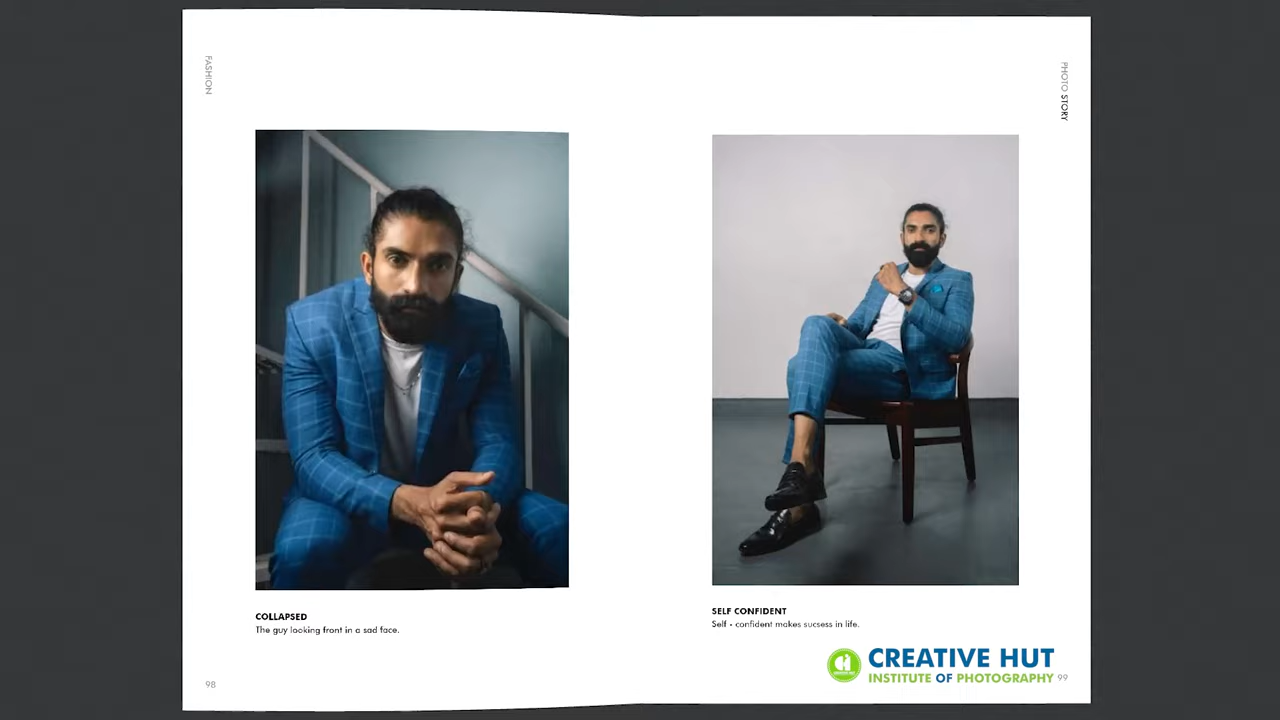 FASHION
PHOTO STORY
COLLAPSED
The guy looking front in a sad face.
98
SELF CONFIDENT
Self - confident makes sucsess in life.
CREATIVE HUT
INSTITUTE OF PHOTOGRAPHY
99